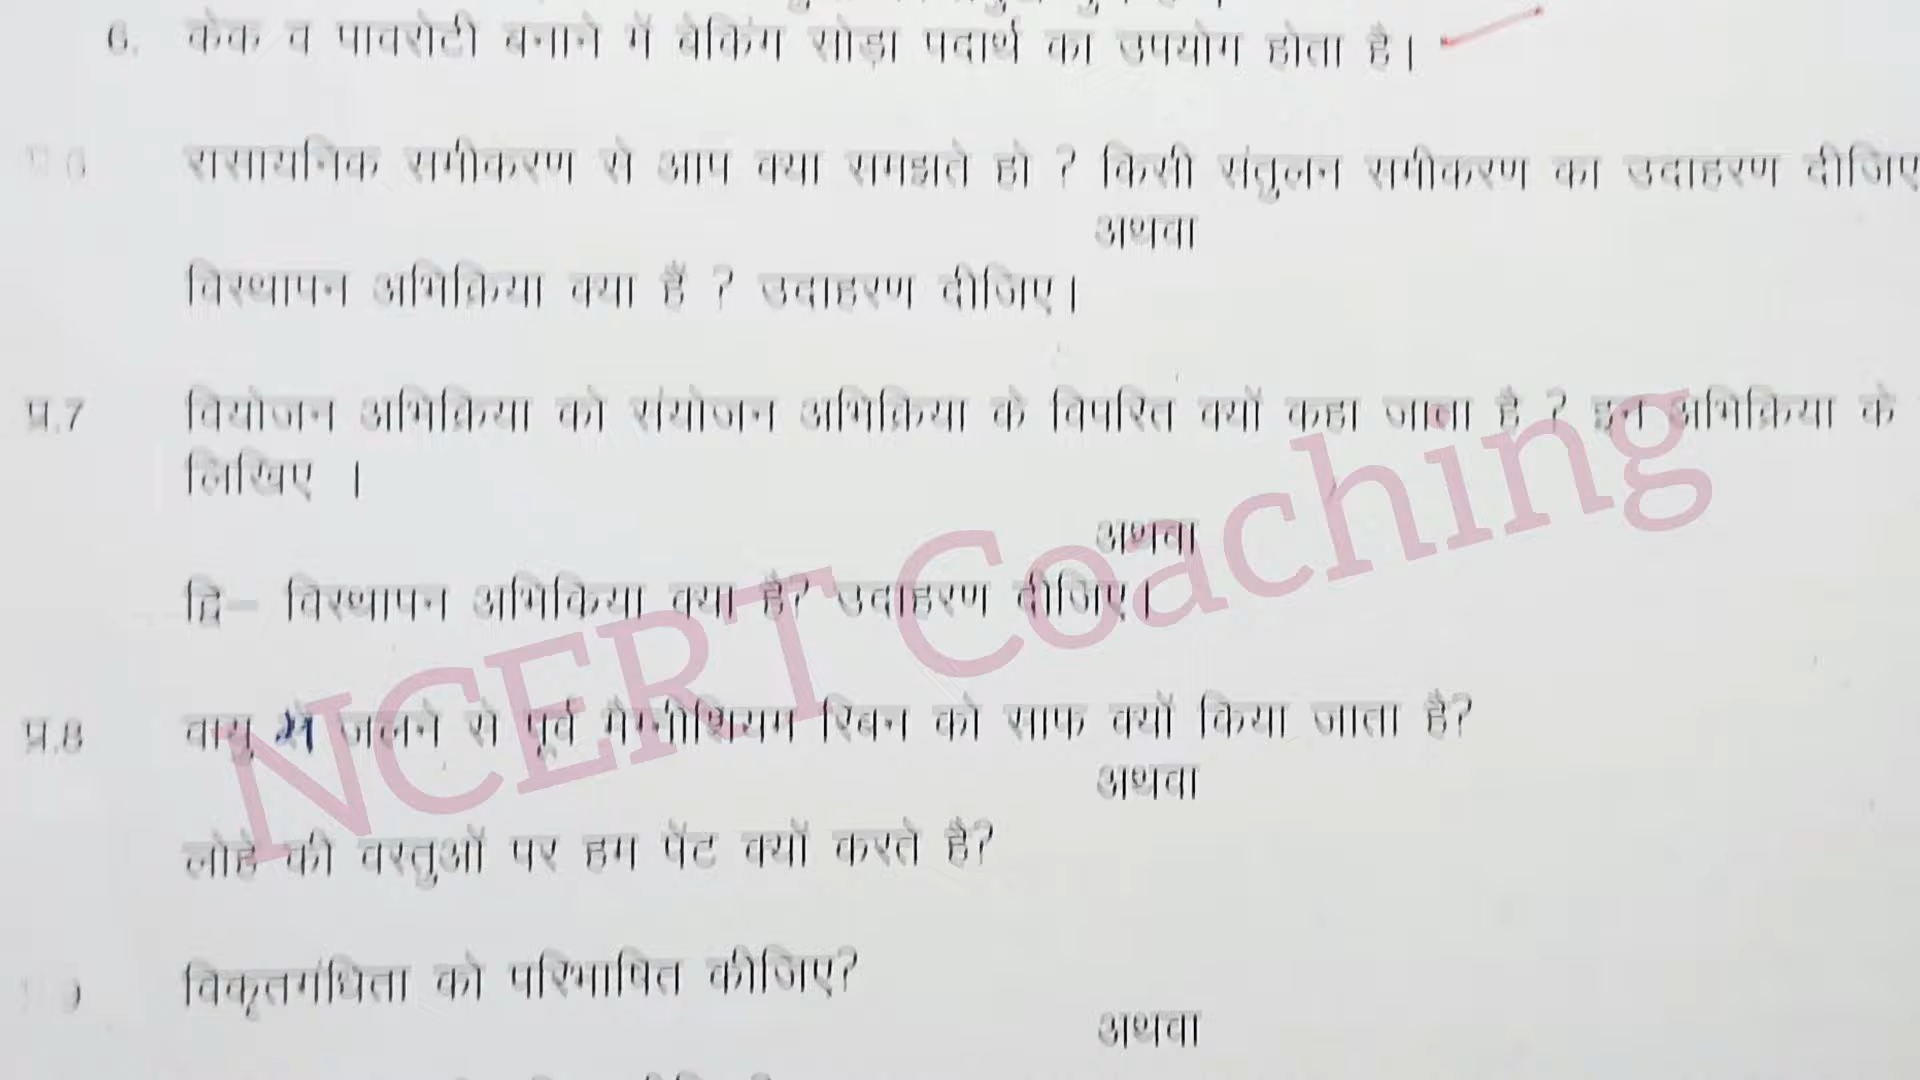 6. केक व पावरोटी बनाने में बेकिंग सोड़ा पदार्थ का उपयोग होता है।
प्र.6 रासायनिक समीकरण से आप क्या समझते हो ? किसी संतुलन समीकरण का उदाहरण दीजिए
अथवा
विस्थापन अभिक्रिया क्या है ? उदाहरण दीजिए।
प्र.7 वियोजन अभिक्रिया को संयोजन अभिक्रिया के विपरित क्यों कहा जाता है ? इन अभिक्रिया के
लिखिए ।
अथवा
द्वि– विस्थापन अभिकिया क्या है? उदाहरण दीजिए।
प्र.8 वायु में जलने से पूर्व मैग्नीशियम रिबन को साफ क्यों किया जाता है?
अथवा
लोहे की वस्तुओं पर हम पेंट क्यों करते है?
9 विकृतगंधिता को परिभाषित कीजिए?
अथवा
NCERT Coaching